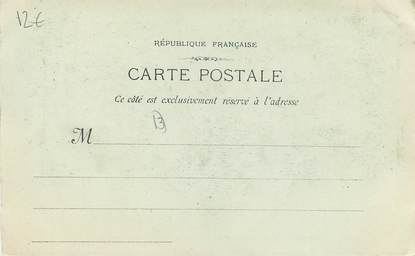 12€
RÉPUBLIQUE FRANÇAISE
CARTE POSTALE
Ce côté est exclusivement réservé à l'adresse
M